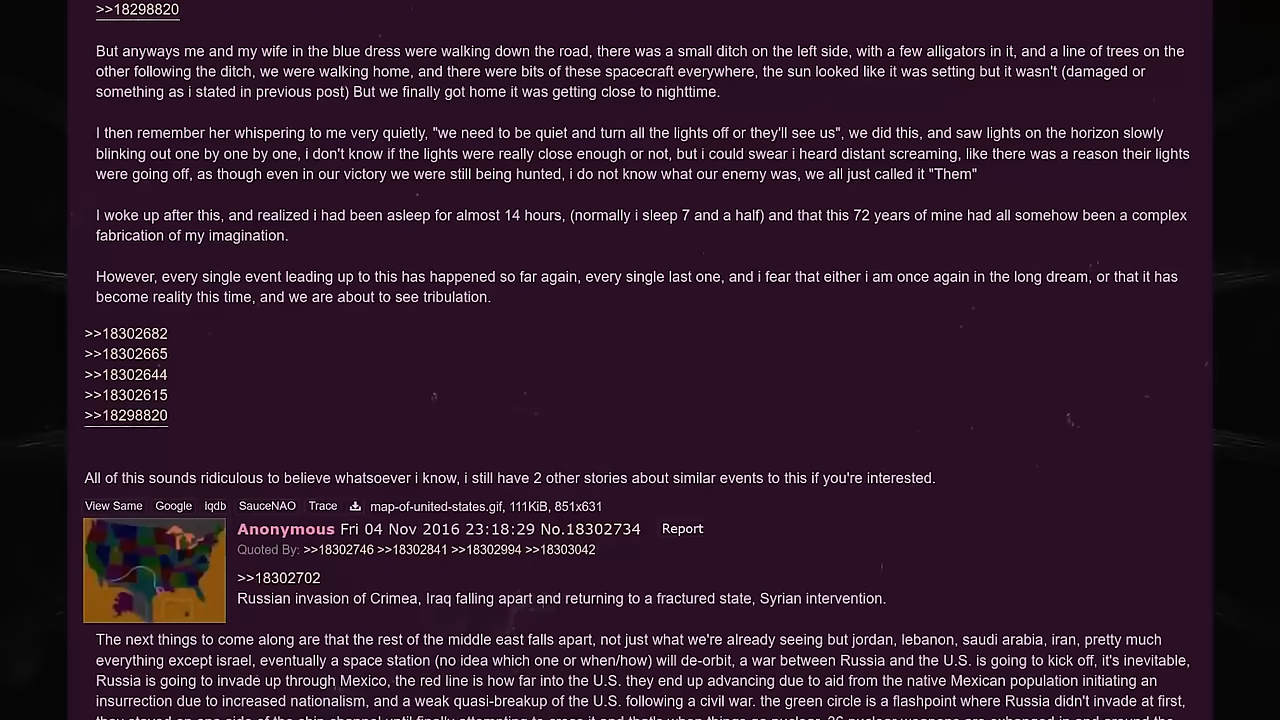 >>18298820
But anyways me and my wife in the blue dress were walking down the road, there was a small ditch on the left side, with a few alligators in it, and a line of trees on the
other following the ditch, we were walking home, and there were bits of these spacecraft everywhere, the sun looked like it was setting but it wasn't (damaged or
something as i stated in previous post) But we finally got home it was getting close to nighttime.
I then remember her whispering to me very quietly, "we need to be quiet and turn all the lights off or they'll see us", we did this, and saw lights on the horizon slowly
blinking out one by one by one, i don't know if the lights were really close enough or not, but i could swear i heard distant screaming, like there was a reason their lights
were going off, as though even in our victory we were still being hunted, i do not know what our enemy was, we all just called it "Them"
I woke up after this, and realized i had been asleep for almost 14 hours, (normally i sleep 7 and a half) and that this 72 years of mine had all somehow been a complex
fabrication of my imagination.
However, every single event leading up to this has happened so far again, every single last one, and i fear that either i am once again in the long dream, or that it has
become reality this time, and we are about to see tribulation.
>>18302682
>>18302665
>>18302644
>>18302615
>>18298820
All of this sounds ridiculous to believe whatsoever i know, i still have 2 other stories about similar events to this if you're interested.
View Same Google iqdb SauceNAO Trace map-of-united-states.gif, 111KiB, 851x631
Anonymous Fri 04 Nov 2016 23:18:29 No.18302734 Report
Quoted By: >>18302746 >>18302841 >>18302994 >>18303042
>>18302702
Russian invasion of Crimea, Iraq falling apart and returning to a fractured state, Syrian intervention.
The next things to come along are that the rest of the middle east falls apart, not just what we're already seeing but jordan, lebanon, saudi arabia, iran, pretty much
everything except israel, eventually a space station (no idea which one or when/how) will de-orbit, a war between Russia and the U.S. is going to kick off, it's inevitable,
Russia is going to invade up through Mexico, the red line is how far into the U.S. they end up advancing due to aid from the native Mexican population initiating an
insurrection due to increased nationalism, and a weak quasi-breakup of the U.S. following a civil war. the green circle is a flashpoint where Russia didn't invade at first,